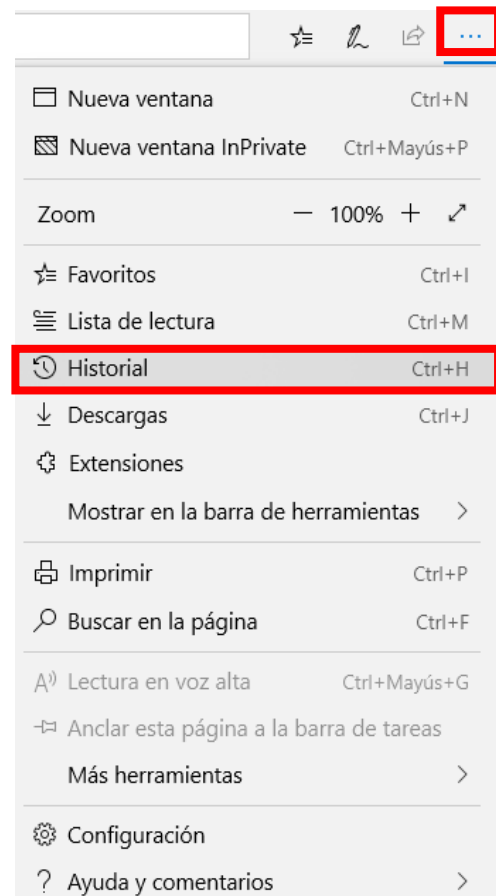 Nueva ventana Ctrl+N
Nueva ventana InPrivate Ctrl+Mayús+P
Zoom — 100% +
Favoritos Ctrl+I
Lista de lectura Ctrl+M
Historial Ctrl+H
Descargas Ctrl+J
Extensiones
Mostrar en la barra de herramientas >
Imprimir Ctrl+P
Buscar en la página Ctrl+F
Lectura en voz alta Ctrl+Mayús+G
Anclar esta página a la barra de tareas
Más herramientas >
Configuración
Ayuda y comentarios >